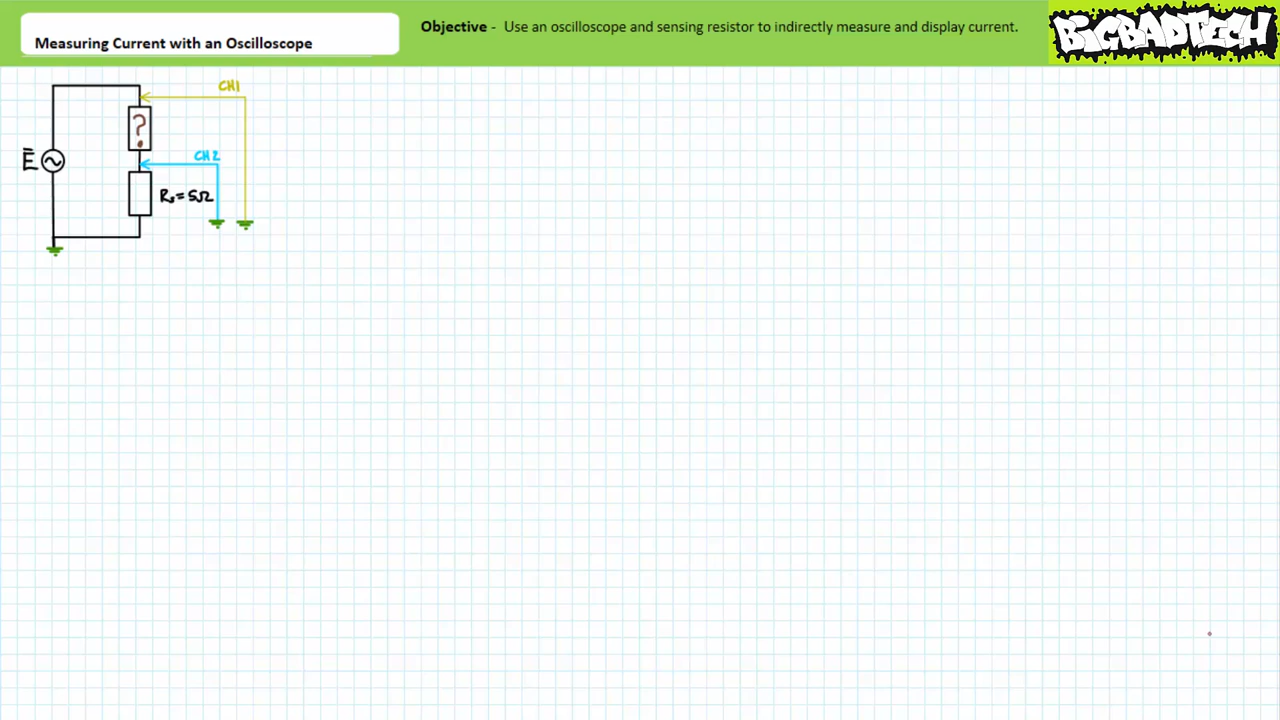 Measuring Current with an Oscilloscope
Objective - Use an oscilloscope and sensing resistor to indirectly measure and display current.
BIGBADTECH
CH1
?
CH2
E
Rs = 5Ω